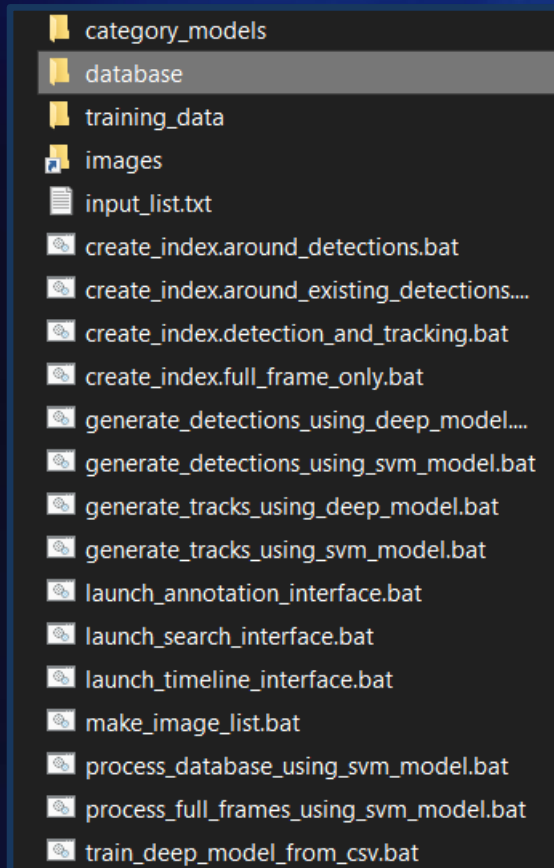 category_models
database
training_data
images
input_list.txt
create_index.around_detections.bat
create_index.around_existing_detections....
create_index.detection_and_tracking.bat
create_index.full_frame_only.bat
generate_detections_using_deep_model....
generate_detections_using_svm_model.bat
generate_tracks_using_deep_model.bat
generate_tracks_using_svm_model.bat
launch_annotation_interface.bat
launch_search_interface.bat
launch_timeline_interface.bat
make_image_list.bat
process_database_using_svm_model.bat
process_full_frames_using_svm_model.bat
train_deep_model_from_csv.bat